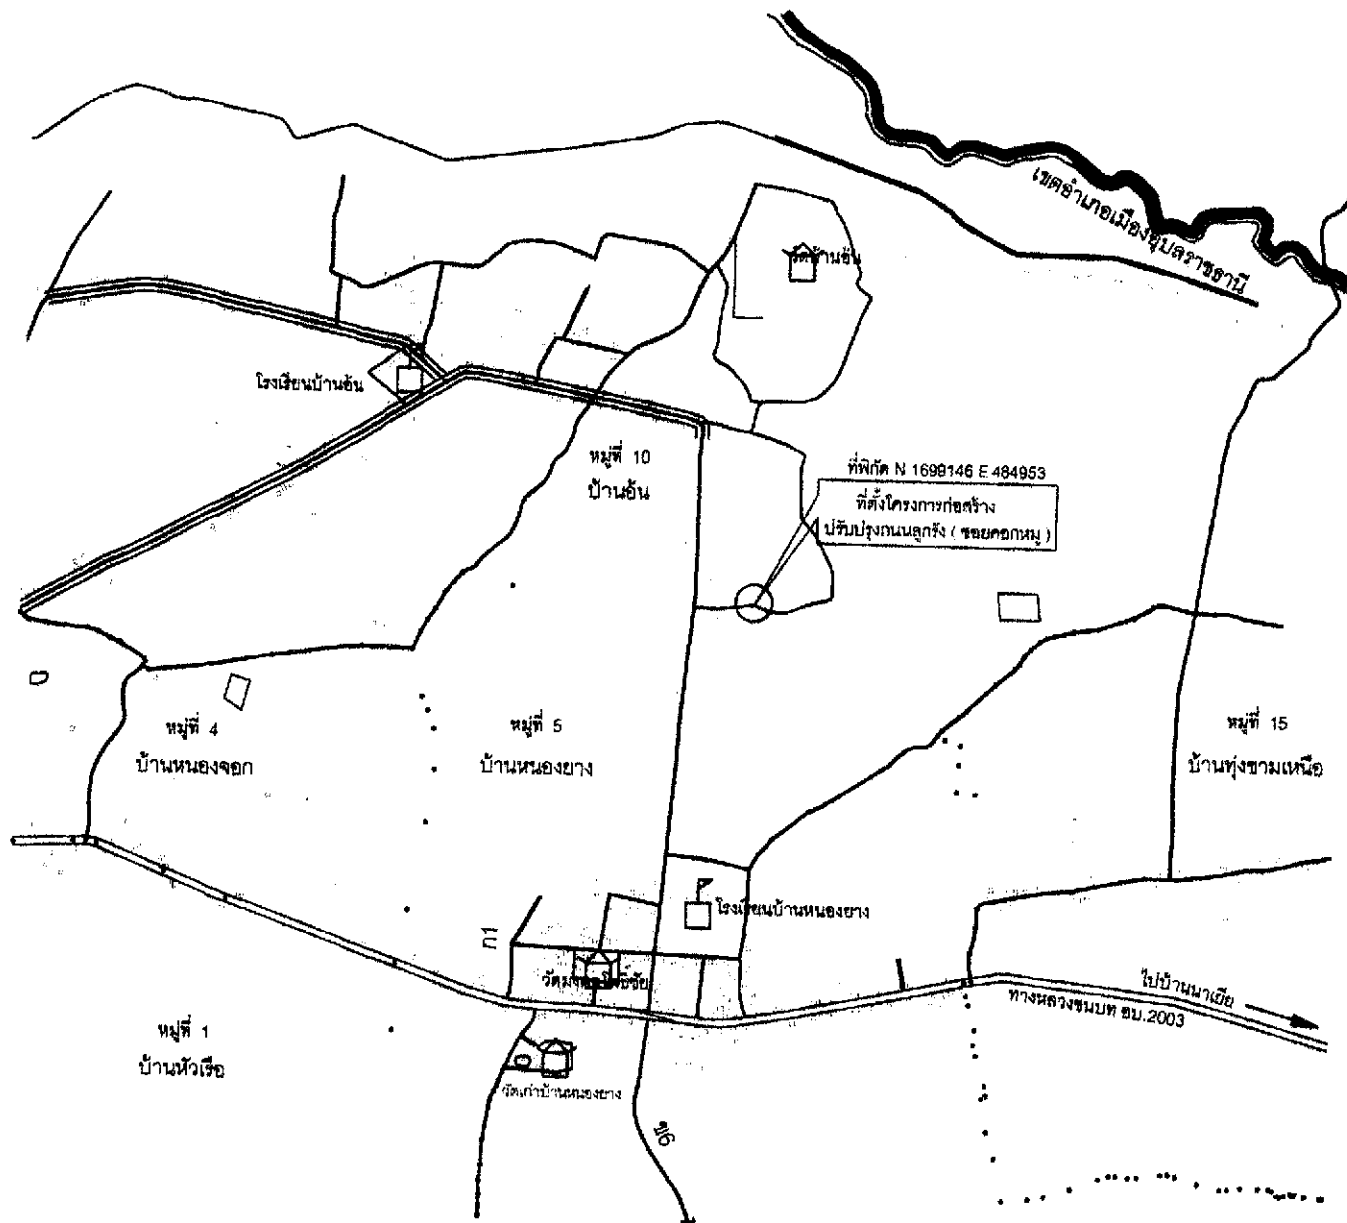 เขตอำเภอเมืองอุบลราชธานี
วัดบ้านอ้น
โรงเรียนบ้านอ้น
หมู่ที่ 10
บ้านอ้น
ที่พิกัด N 1699146 E 484953
ที่ตั้งโครงการก่อสร้าง
ปรับปรุงถนนลูกรัง ( ซอยคอกหมู )
หมู่ที่ 4
บ้านหนองจอก
หมู่ที่ 5
บ้านหนองยาง
หมู่ที่ 15
บ้านทุ่งขามเหนือ
โรงเรียนบ้านหนองยาง
ก1
ไปบ้านนาเยีย
ทางหลวงชนบท อบ.2003
หมู่ที่ 1
บ้านหัวเรือ
วัดเก่าบ้านหนองยาง
ซ6